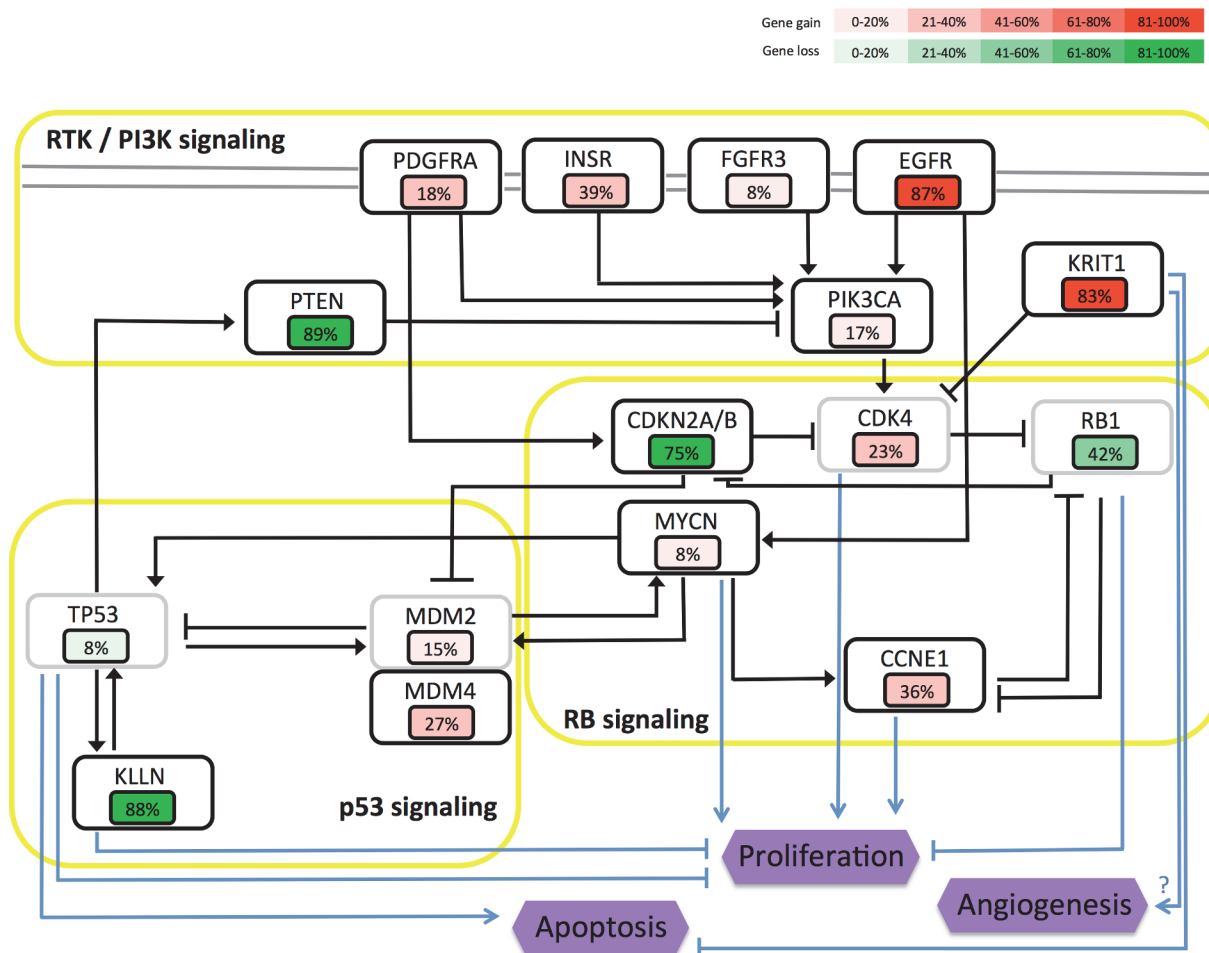 Gene gain 0-20% 21-40% 41-60% 61-80% 81-100%
Gene loss 0-20% 21-40% 41-60% 61-80% 81-100%
RTK / PI3K signaling
PDGFRA
18%
INSR
39%
FGFR3
8%
EGFR
87%
KRIT1
83%
PTEN
89%
PIK3CA
17%
CDKN2A/B
75%
CDK4
23%
RB1
42%
MYCN
8%
TP53
8%
MDM2
15%
MDM4
27%
CCNE1
36%
RB signaling
KLLN
88%
p53 signaling
Proliferation
?
Angiogenesis
Apoptosis